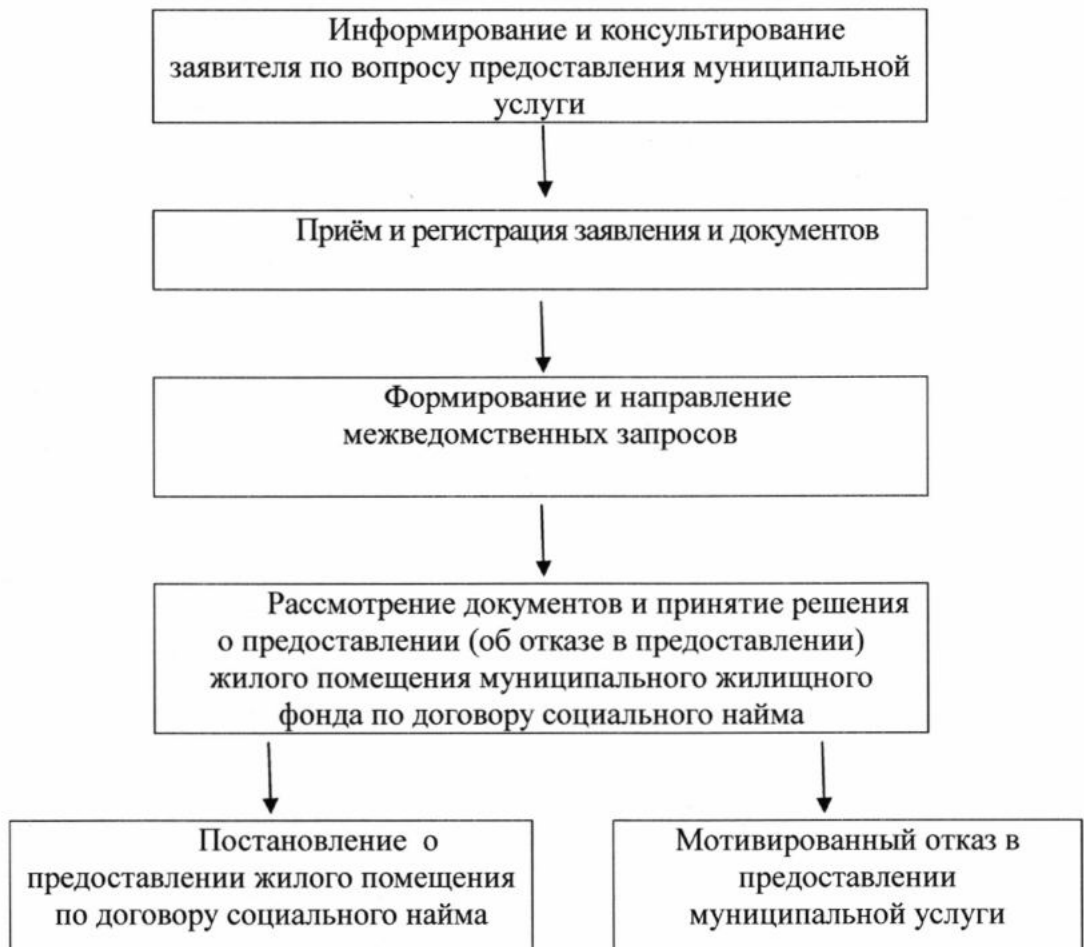 Информирование и консультирование
заявителя по вопросу предоставления муниципальной
услуги
Приём и регистрация заявления и документов
Формирование и направление
межведомственных запросов
Рассмотрение документов и принятие решения
о предоставлении (об отказе в предоставлении)
жилого помещения муниципального жилищного
фонда по договору социального найма
Постановление о
предоставлении жилого помещения
по договору социального найма
Мотивированный отказ в
предоставлении
муниципальной услуги